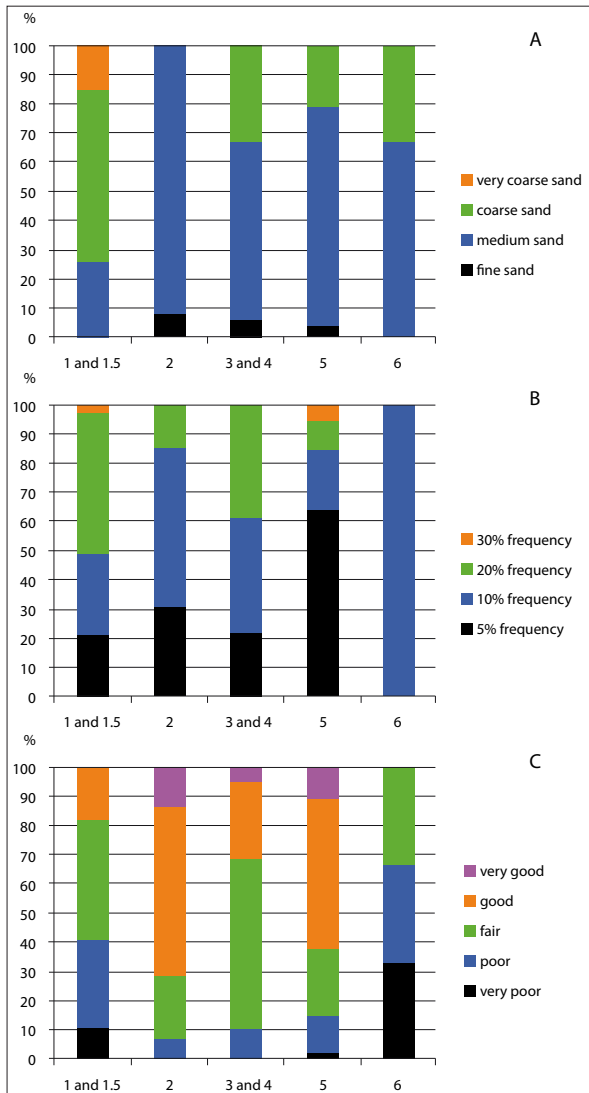 %
A
100
90
80
70
60
50
40
30
20
10
0
very coarse sand
coarse sand
medium sand
fine sand
1 and 1.5 2 3 and 4 5 6
%
B
100
90
80
70
60
50
40
30
20
10
0
30% frequency
20% frequency
10% frequency
5% frequency
1 and 1.5 2 3 and 4 5 6
%
C
100
90
80
70
60
50
40
30
20
10
0
very good
good
fair
poor
very poor
1 and 1.5 2 3 and 4 5 6